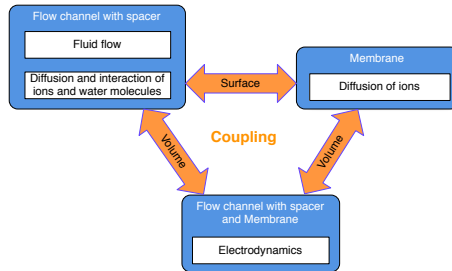 Flow channel with spacer
Fluid flow
Diffusion and interaction of
ions and water molecules
Surface
Membrane
Diffusion of ions
Coupling
Volume
Volume
Flow channel with spacer
and Membrane
Electrodynamics